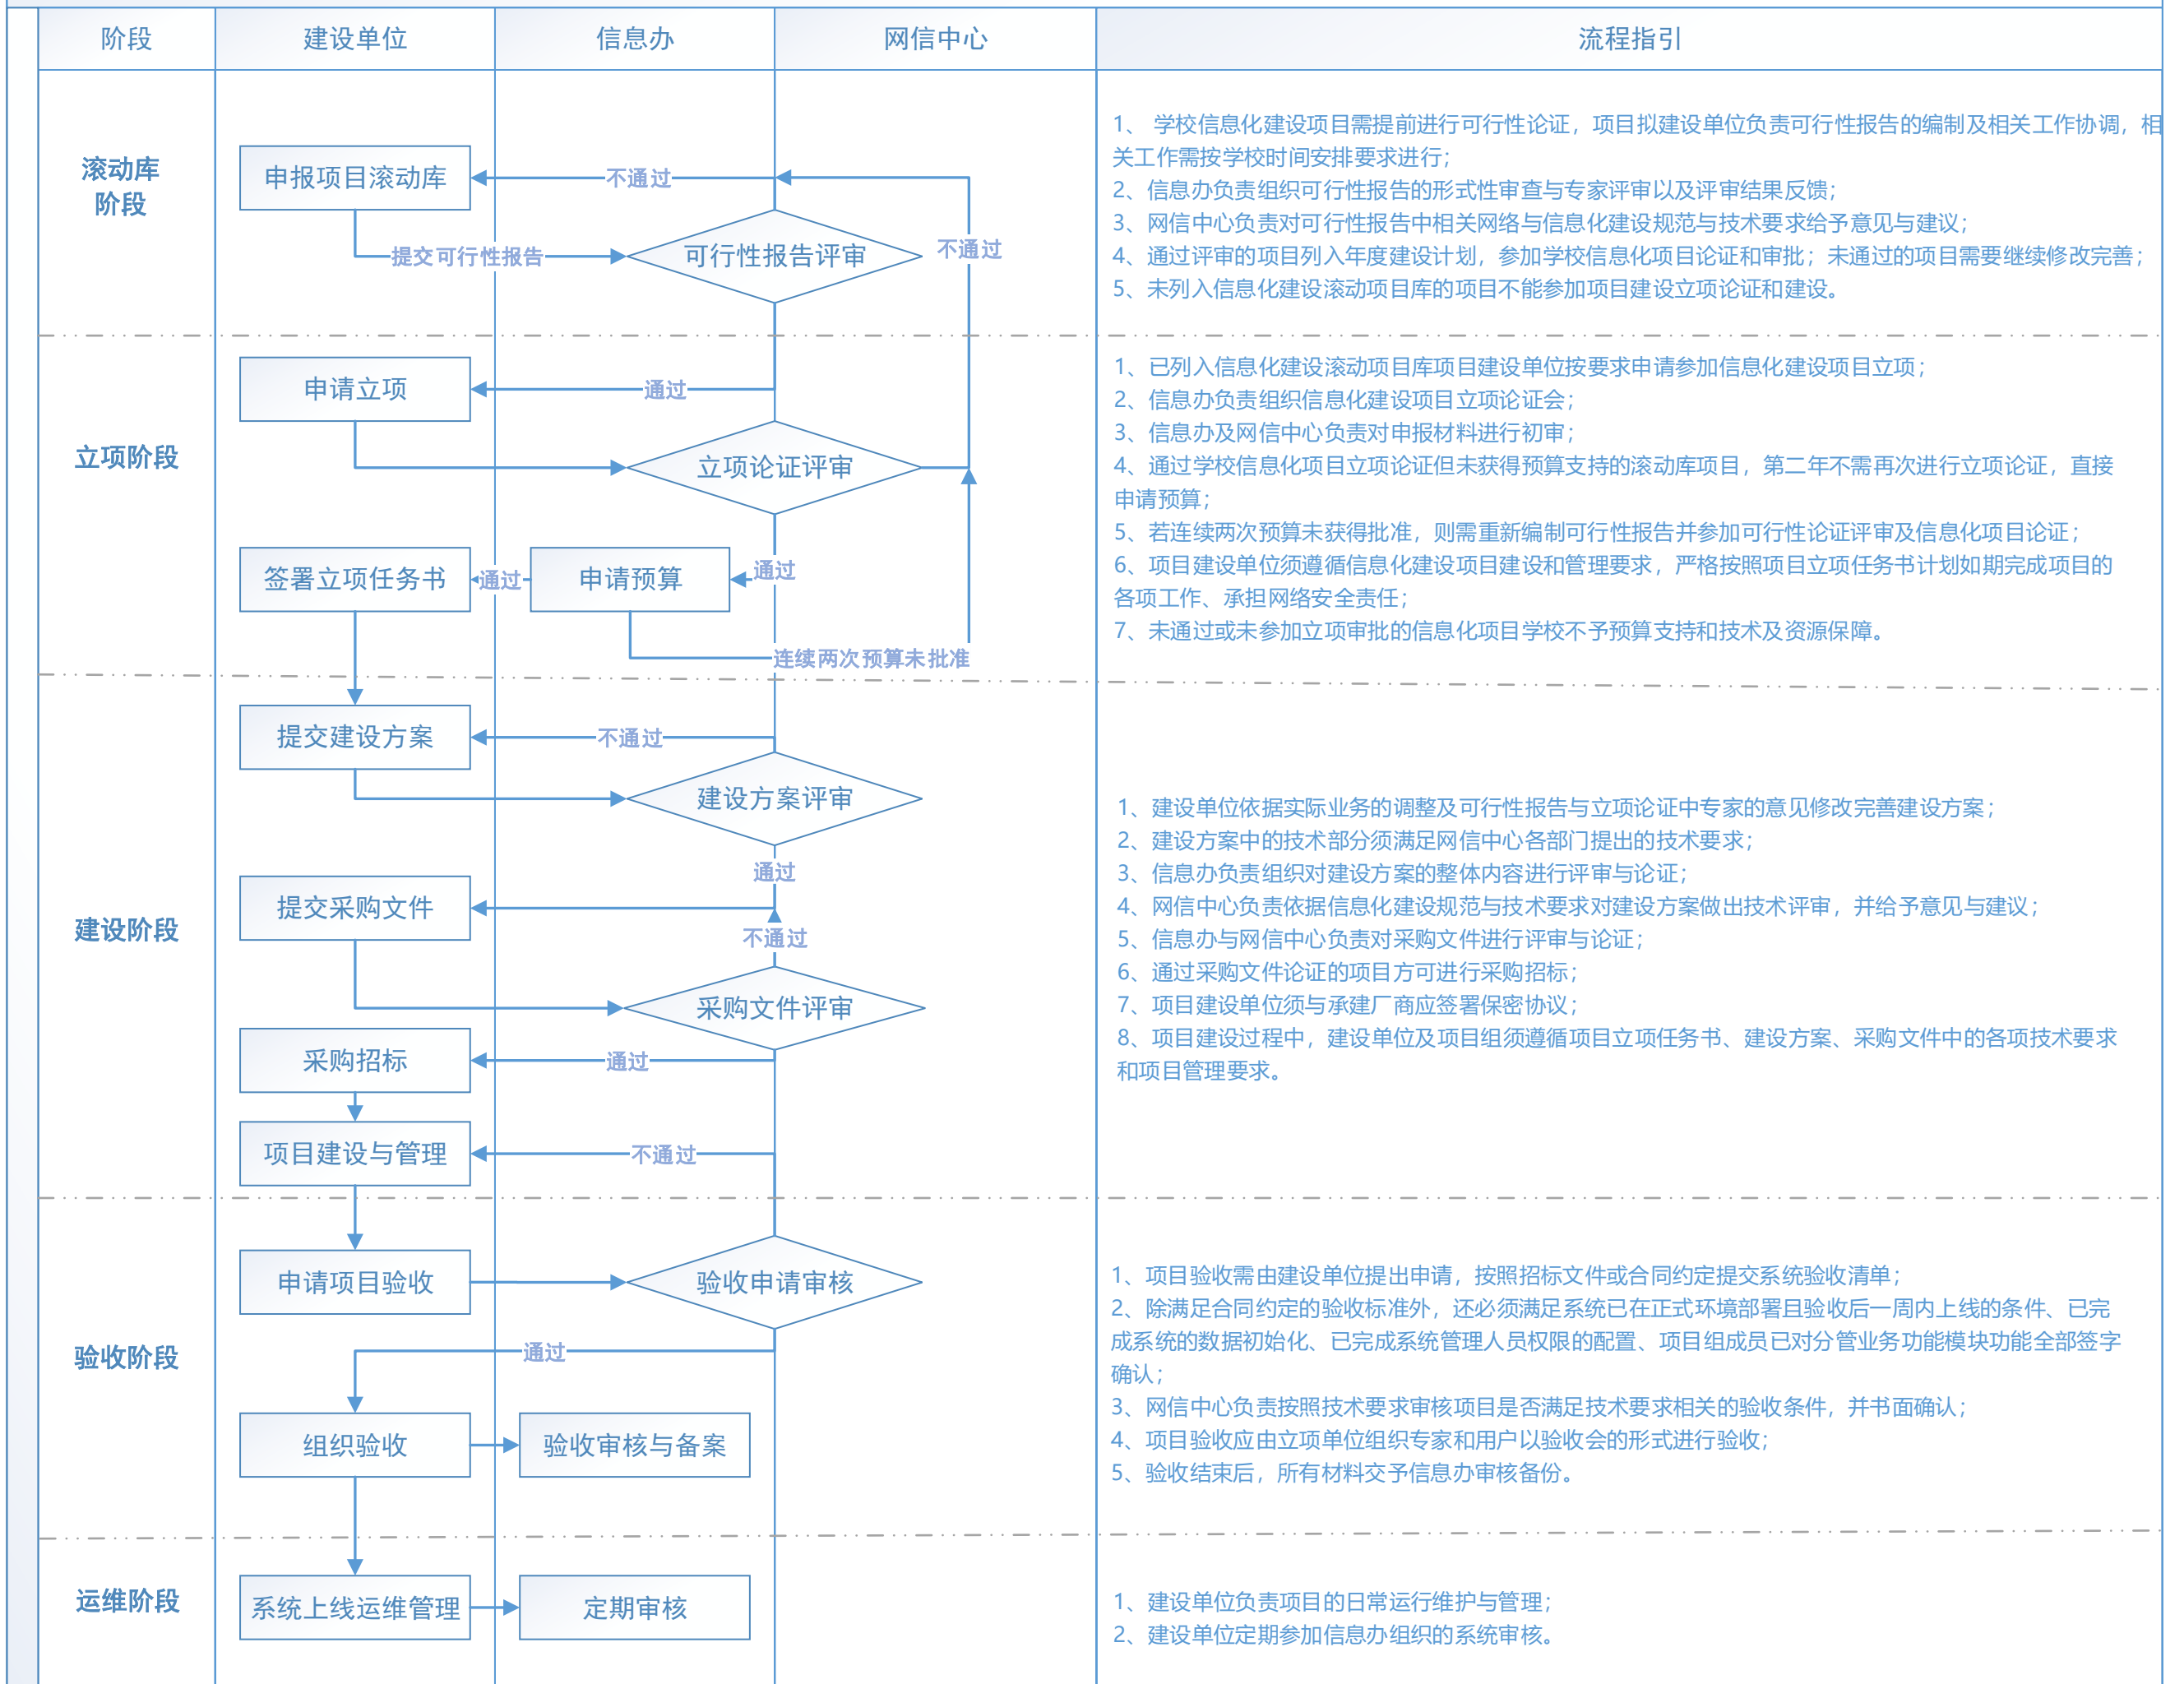 阶段 建设单位 信息办 网信中心 流程指引
滚动库
阶段
申报项目滚动库
不通过
提交可行性报告
可行性报告评审
不通过
1、 学校信息化建设项目需提前进行可行性论证，项目拟建设单位负责可行性报告的编制及相关工作协调，相
关工作需按学校时间安排要求进行；
2、信息办负责组织可行性报告的形式性审查与专家评审以及评审结果反馈；
3、网信中心负责对可行性报告中相关网络与信息化建设规范与技术要求给予意见与建议；
4、通过评审的项目列入年度建设计划，参加学校信息化项目论证和审批；未通过的项目需要继续修改完善；
5、未列入信息化建设滚动项目库的项目不能参加项目建设立项论证和建设。
立项阶段
申请立项
通过
立项论证评审
签署立项任务书
通过
申请预算
通过
连续两次预算未批准
1、已列入信息化建设滚动项目库项目建设单位按要求申请参加信息化建设项目立项；
2、信息办负责组织信息化建设项目立项论证会；
3、信息办及网信中心负责对申报材料进行初审；
4、通过学校信息化项目立项论证但未获得预算支持的滚动库项目，第二年不需再次进行立项论证，直接
申请预算；
5、若连续两次预算未获得批准，则需重新编制可行性报告并参加可行性论证评审及信息化项目论证；
6、项目建设单位须遵循信息化建设项目建设和管理要求，严格按照项目立项任务书计划如期完成项目的
各项工作、承担网络安全责任；
7、未通过或未参加立项审批的信息化项目学校不予预算支持和技术及资源保障。
建设阶段
提交建设方案
不通过
建设方案评审
通过
提交采购文件
不通过
采购文件评审
采购招标
通过
项目建设与管理
不通过
1、建设单位依据实际业务的调整及可行性报告与立项论证中专家的意见修改完善建设方案；
2、建设方案中的技术部分须满足网信中心各部门提出的技术要求；
3、信息办负责组织对建设方案的整体内容进行评审与论证；
4、网信中心负责依据信息化建设规范与技术要求对建设方案做出技术评审，并给予意见与建议；
5、信息办与网信中心负责对采购文件进行评审与论证；
6、通过采购文件论证的项目方可进行采购招标；
7、项目建设单位须与承建厂商应签署保密协议；
8、项目建设过程中，建设单位及项目组须遵循项目立项任务书、建设方案、采购文件中的各项技术要求
和项目管理要求。
验收阶段
申请项目验收
验收申请审核
通过
组织验收
验收审核与备案
1、项目验收需由建设单位提出申请，按照招标文件或合同约定提交系统验收清单；
2、除满足合同约定的验收标准外，还必须满足系统已在正式环境部署且验收后一周内上线的条件、已完
成系统的数据初始化、已完成系统管理人员权限的配置、项目组成员已对分管业务功能模块功能全部签字
确认；
3、网信中心负责按照技术要求审核项目是否满足技术要求相关的验收条件，并书面确认；
4、项目验收应由立项单位组织专家和用户以验收会的形式进行验收；
5、验收结束后，所有材料交予信息办审核备份。
运维阶段
系统上线运维管理
定期审核
1、建设单位负责项目的日常运行维护与管理；
2、建设单位定期参加信息办组织的系统审核。